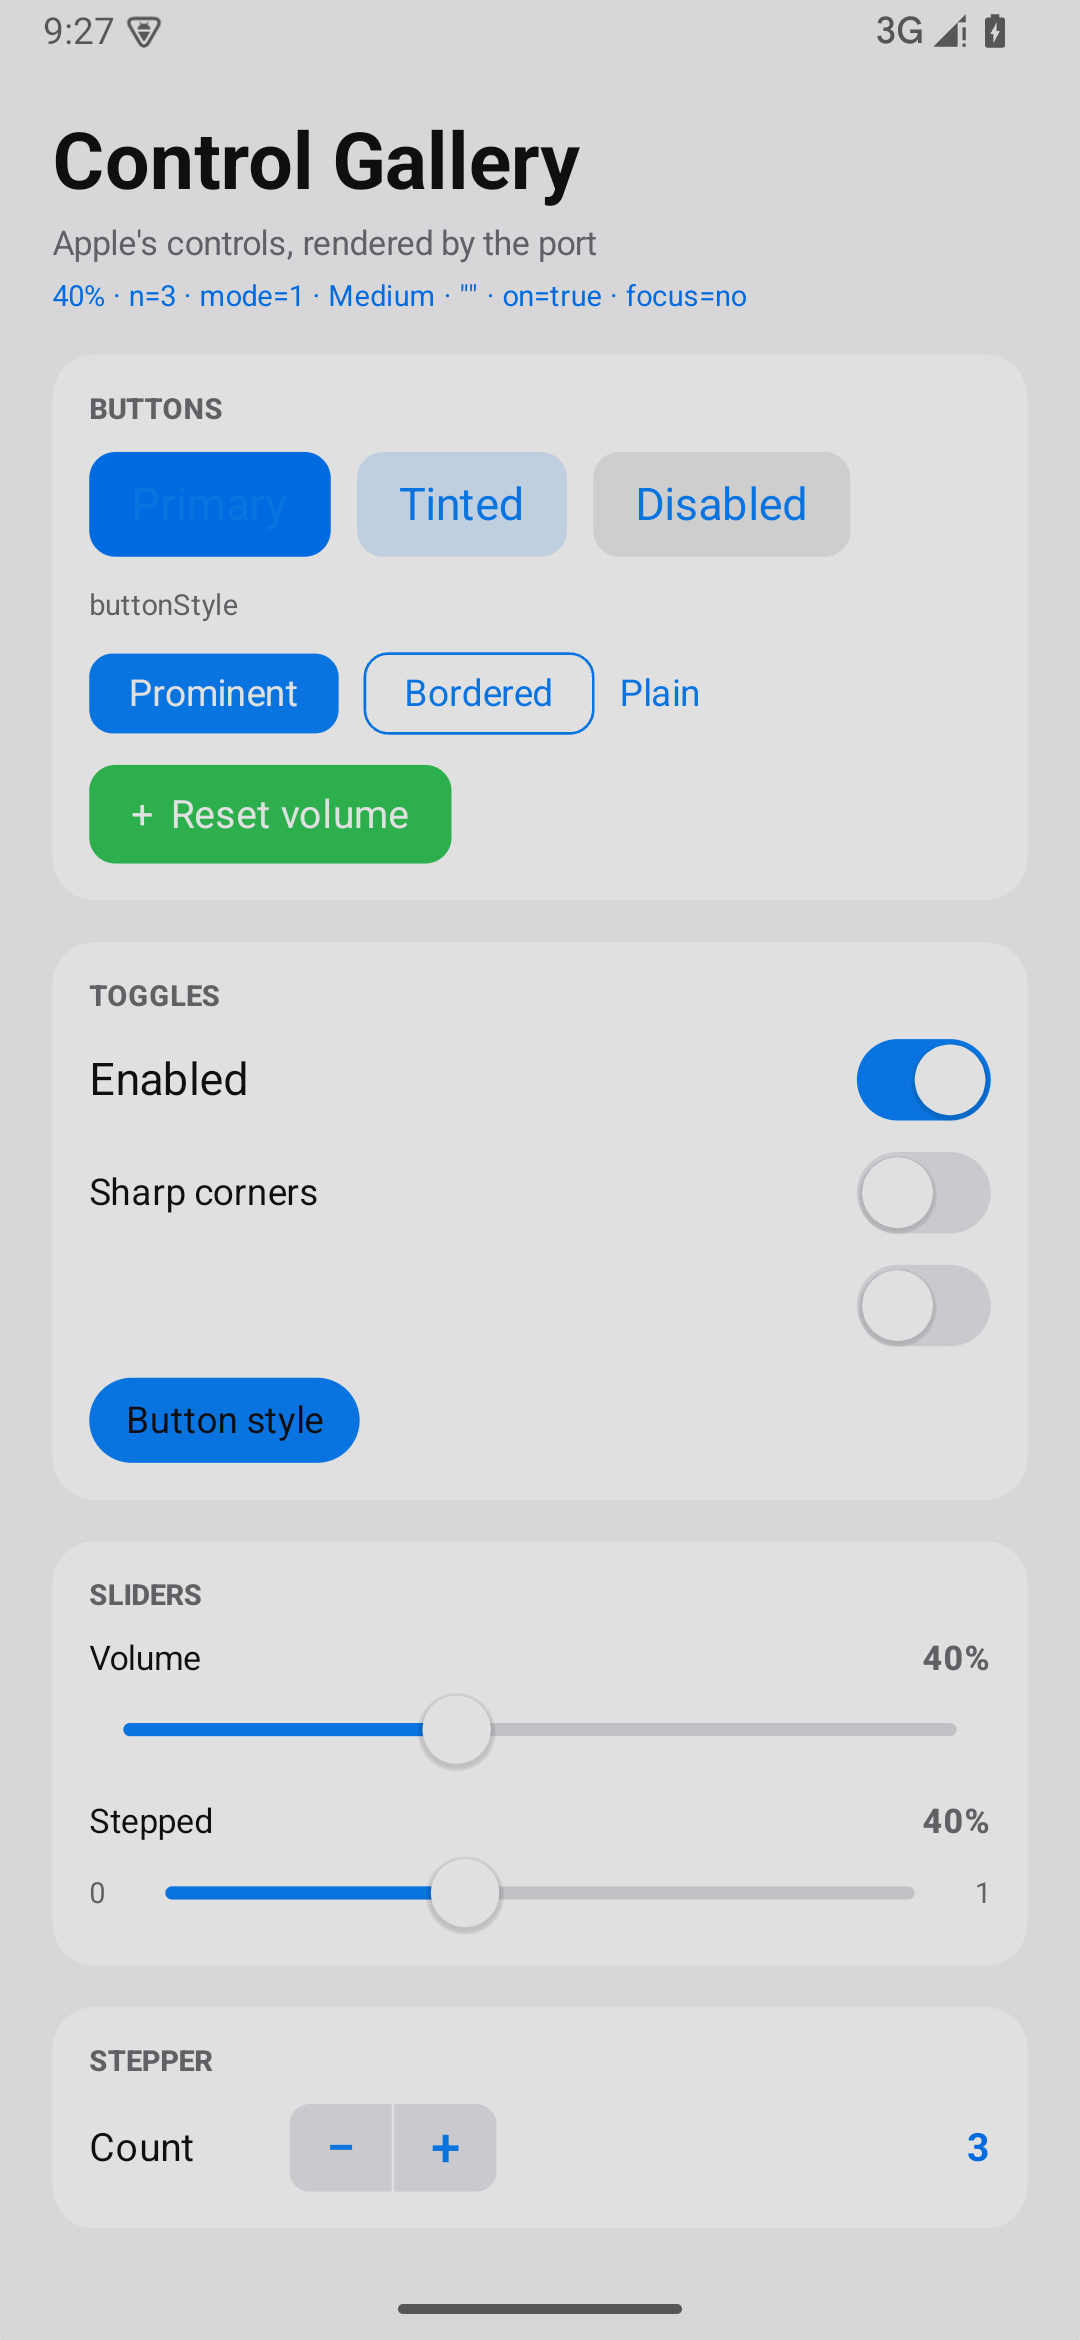 9:27 3G
Control Gallery
Apple's controls, rendered by the port
40% · n=3 · mode=1 · Medium · "" · on=true · focus=no
BUTTONS
Primary Tinted Disabled
buttonStyle
Prominent Bordered Plain
+ Reset volume
TOGGLES
Enabled
Sharp corners
Button style
SLIDERS
Volume 40%
Stepped 40%
0 1
STEPPER
Count − + 3